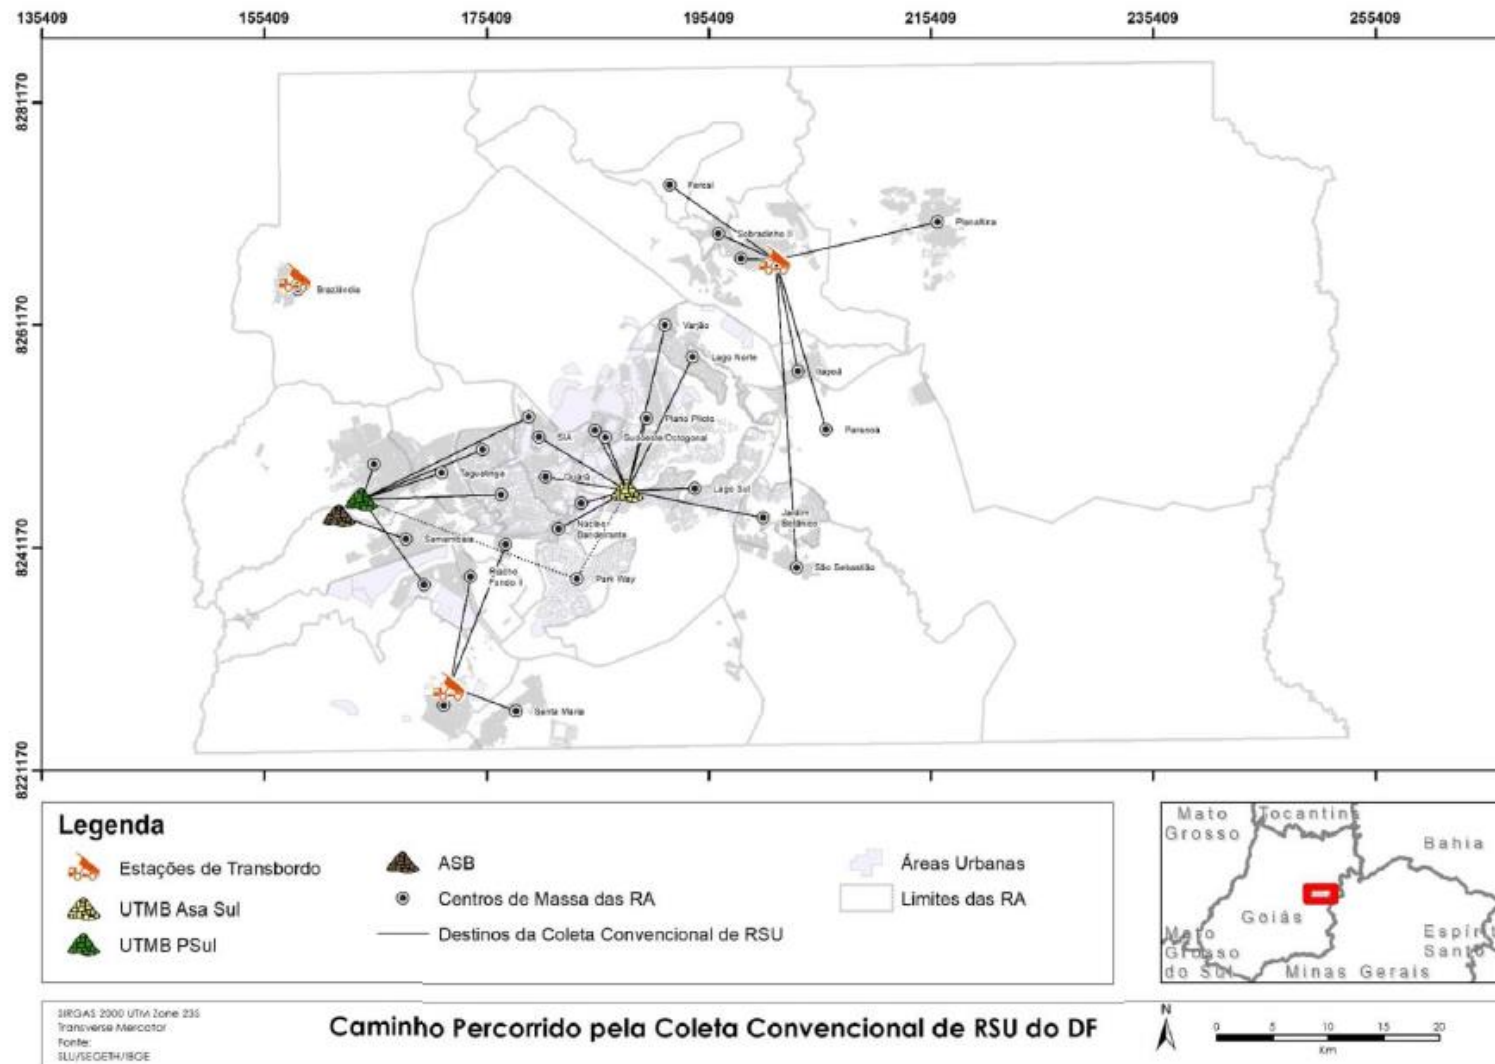 135409 155409 175409 195409 215409 235409 255409
8281170
8261170
8241170
8221170
Fercal
Planaltina
Sobradinho II
Brazlândia
Varjão
Lago Norte
Itapoã
Plano Piloto
Paranoá
SIA
Sudoeste/Octogonal
Taguatinga
Guará
Lago Sul
Jardim
Botânico
Núcleo
Bandeirante
Samambaia
São Sebastião
Riacho
Fundo II
Park Way
Santa Maria
Legenda
Estações de Transbordo
UTMB Asa Sul
UTMB PSul
ASB
Centros de Massa das RA
Destinos da Coleta Convencional de RSU
Áreas Urbanas
Limites das RA
Mato
Grosso
Tocantins
Bahia
Goiás
Mato
Grosso
do Sul
Espírit
Santo
Minas Gerais
SIRGAS 2000 UTM Zone 23S
Transverse Mercator
Fonte:
SLU/SEGETH/IBGE
Caminho Percorrido pela Coleta Convencional de RSU do DF
N
0 5 10 15 20
Km